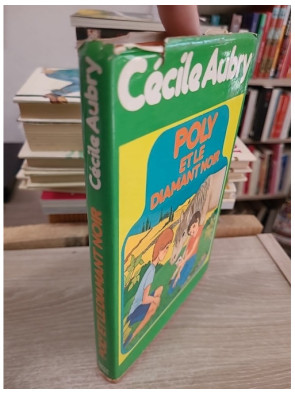 Cécile Aubry
POLY
ET LE
DIAMANT NOIR
Cécile Aubry
POLY ET LE DIAMANT NOIR